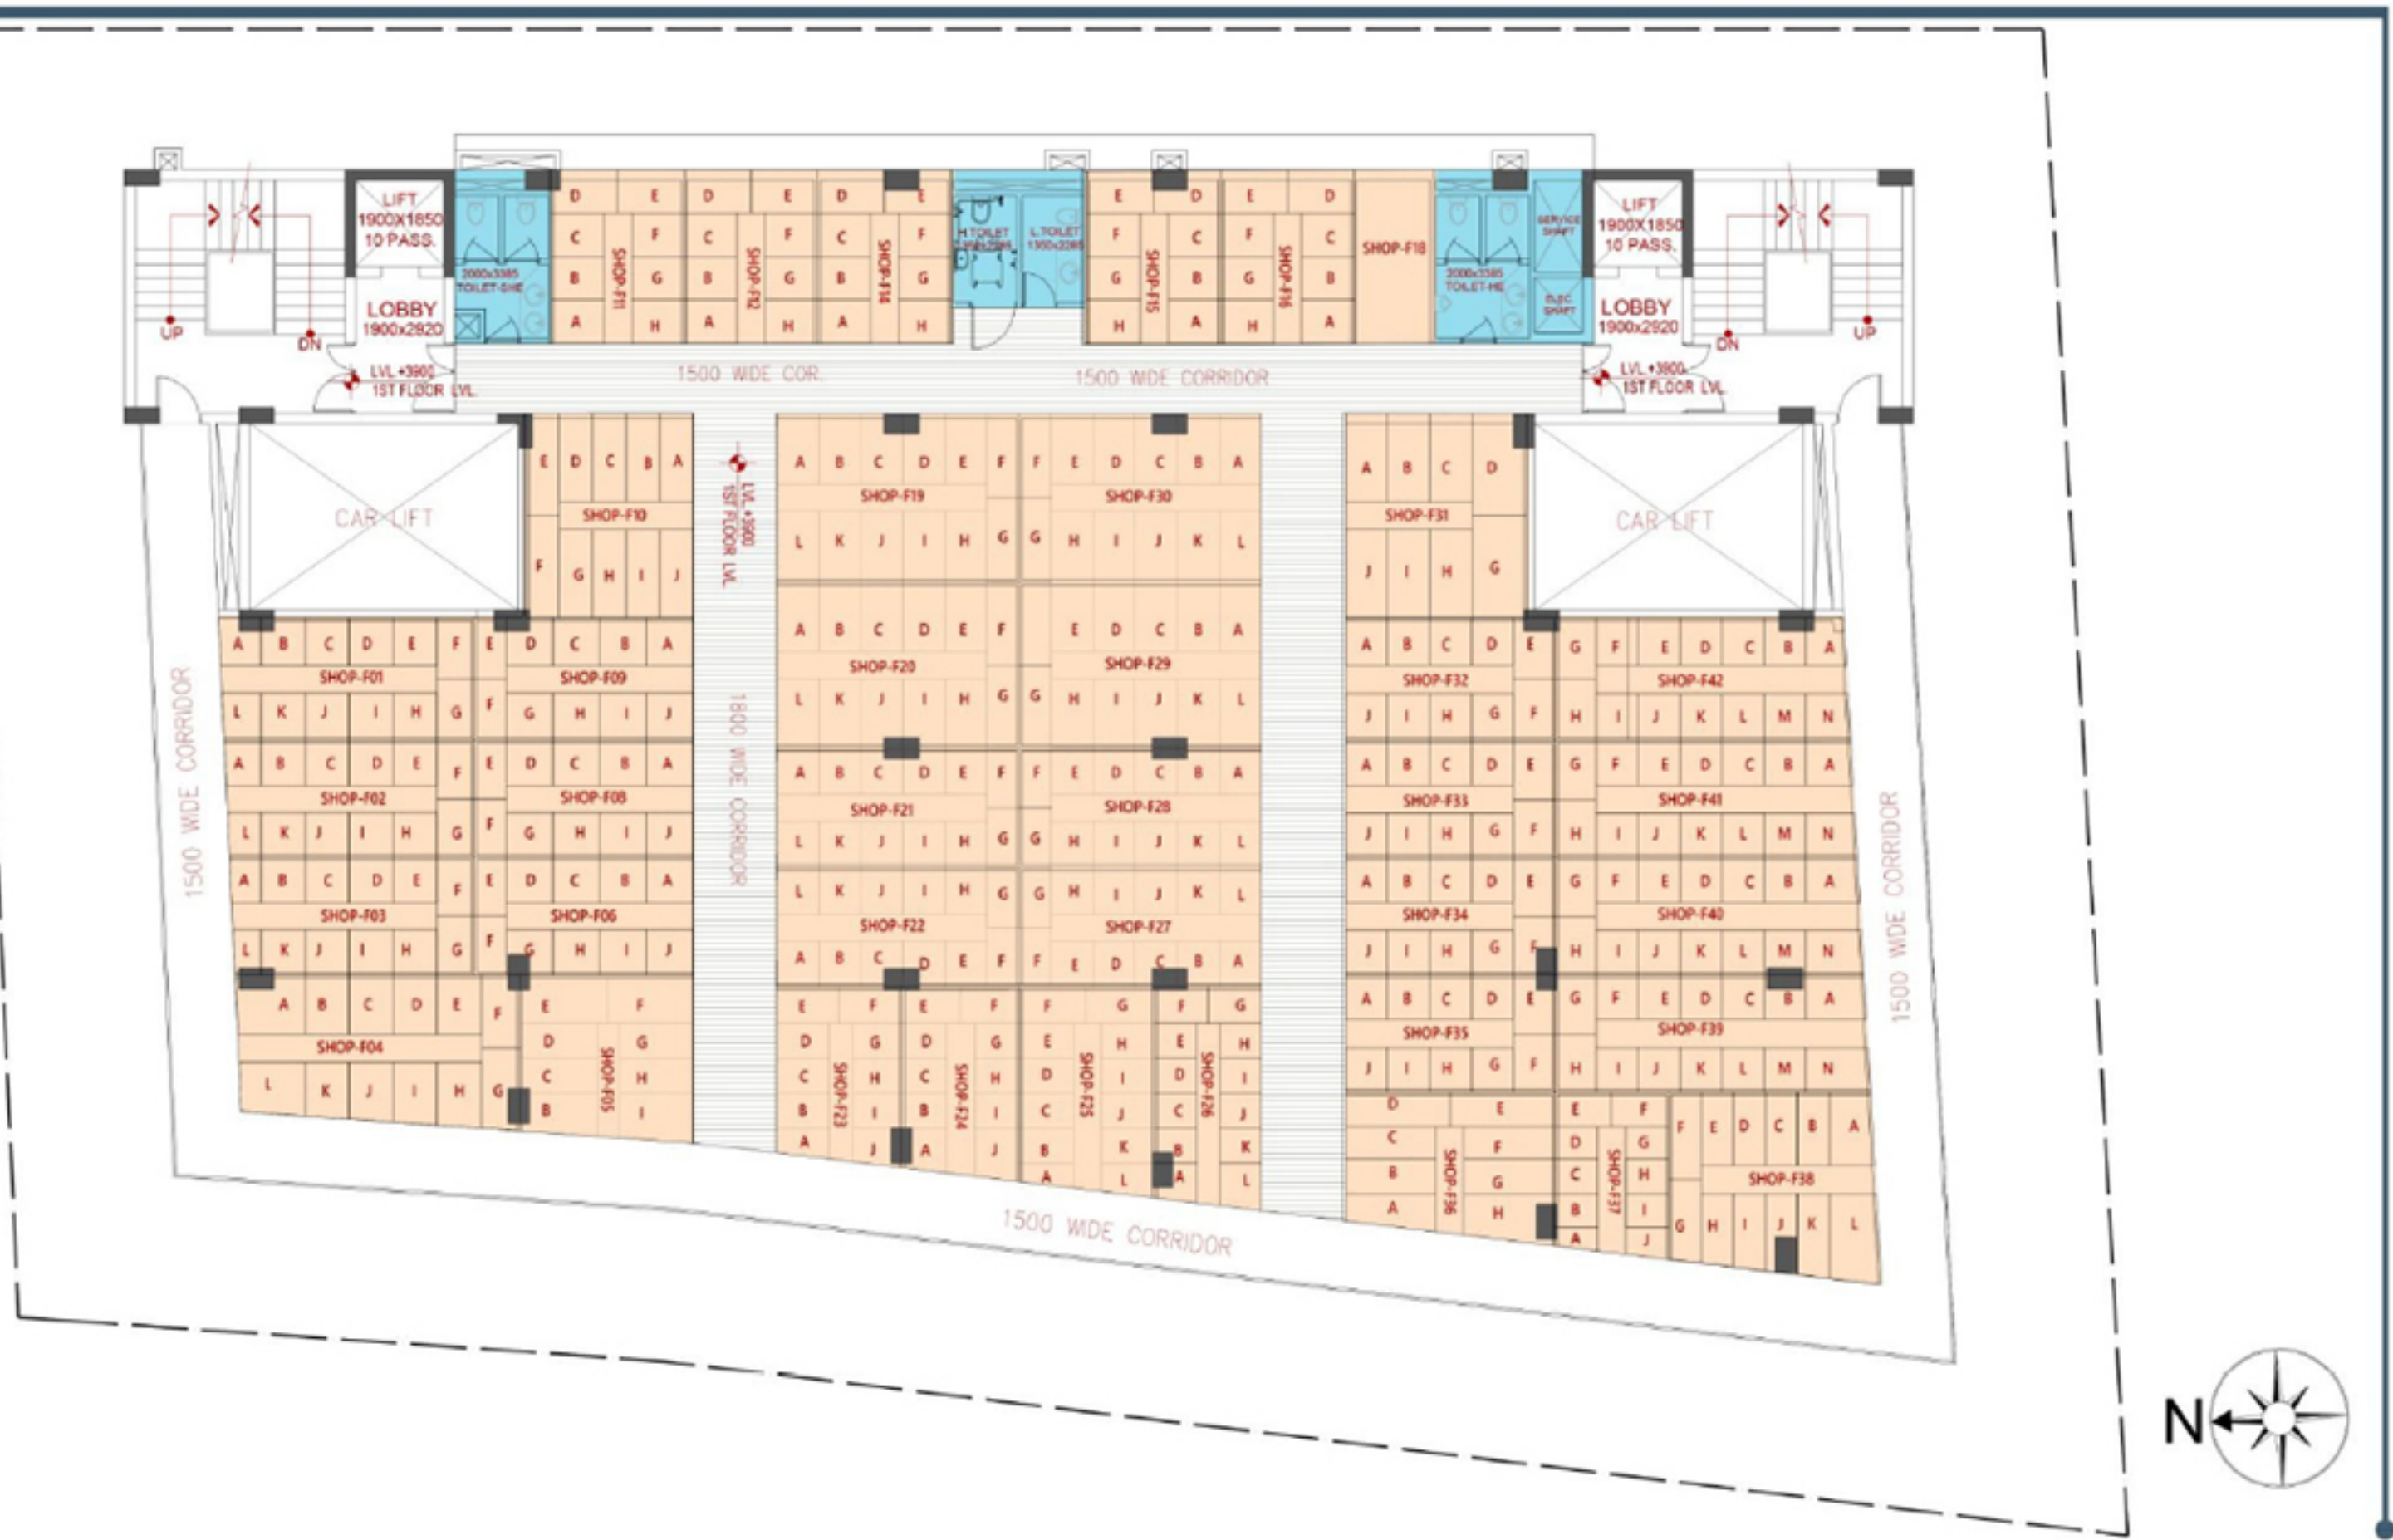 LIFT
1900X1850
10 PASS.
LOBBY
1900x2920
UP
DN
LVL +3900
1ST FLOOR LVL.
2000x3385
TOILET-SHE
D E
C F
B G
A H
SHOP-F11
D E
C F
B G
A H
SHOP-F12
D E
C F
B G
A H
SHOP-F14
H.TOILET
L.TOILET
1350x2285
E D
F C
G B
H A
SHOP-F15
E D
F C
G B
H A
SHOP-F16
SHOP-F18
2000x3385
TOILET-HE
SERVICE
SHAFT
ELEC
SHAFT
LIFT
1900X1850
10 PASS.
LOBBY
1900x2920
DN
UP
LVL +3900
1ST FLOOR LVL.
1500 WIDE COR.
1500 WIDE CORRIDOR
CAR LIFT
E D C B A
SHOP-F10
F G H I J
LVL +3900
1ST FLOOR LVL.
1800 WIDE CORRIDOR
A B C D E F
SHOP-F19
L K J I H G
F E D C B A
SHOP-F30
G H I J K L
A B C D
SHOP-F31
J I H G
CAR LIFT
1500 WIDE CORRIDOR
A B C D E F
SHOP-F01
L K J I H G
E D C B A
SHOP-F09
F G H I J
A B C D E F
SHOP-F20
L K J I H G
E D C B A
SHOP-F29
G H I J K L
A B C D E
SHOP-F32
J I H G F
G F E D C B A
SHOP-F42
H I J K L M N
A B C D E F
SHOP-F02
L K J I H G
E D C B A
SHOP-F08
F G H I J
A B C D E F
SHOP-F21
L K J I H G
F E D C B A
SHOP-F28
G H I J K L
A B C D E
SHOP-F33
J I H G F
G F E D C B A
SHOP-F41
H I J K L M N
1500 WIDE CORRIDOR
A B C D E F
SHOP-F03
L K J I H G
E D C B A
SHOP-F06
F G H I J
L K J I H G
SHOP-F22
A B C D E F
G H I J K L
SHOP-F27
F E D C B A
A B C D E
SHOP-F34
J I H G F
G F E D C B A
SHOP-F40
H I J K L M N
A B C D E F
SHOP-F04
L K J I H G
E F
D G
C H
B I
SHOP-F05
E F
D G
C H
B I
A J
SHOP-F23
E F
D G
C H
B I
A J
SHOP-F24
F G
E H
D I
C J
B K
A L
SHOP-F25
F G
E H
D I
C J
B K
A L
SHOP-F26
A B C D E
SHOP-F35
J I H G F
G F E D C B A
SHOP-F39
H I J K L M N
D E
C F
B G
A H
SHOP-F36
E F
D G
C H
B I
A J
SHOP-F37
F E D C B A
SHOP-F38
G H I J K L
1500 WIDE CORRIDOR
N